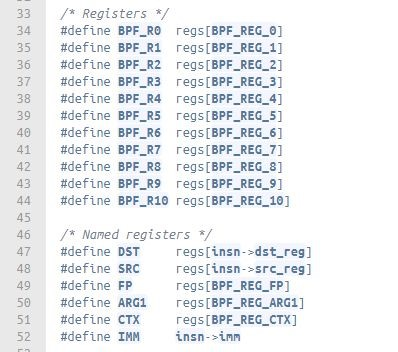 33 /* Registers */
34 #define BPF_R0 regs[BPF_REG_0]
35 #define BPF_R1 regs[BPF_REG_1]
36 #define BPF_R2 regs[BPF_REG_2]
37 #define BPF_R3 regs[BPF_REG_3]
38 #define BPF_R4 regs[BPF_REG_4]
39 #define BPF_R5 regs[BPF_REG_5]
40 #define BPF_R6 regs[BPF_REG_6]
41 #define BPF_R7 regs[BPF_REG_7]
42 #define BPF_R8 regs[BPF_REG_8]
43 #define BPF_R9 regs[BPF_REG_9]
44 #define BPF_R10 regs[BPF_REG_10]
45
46 /* Named registers */
47 #define DST regs[insn->dst_reg]
48 #define SRC regs[insn->src_reg]
49 #define FP regs[BPF_REG_FP]
50 #define ARG1 regs[BPF_REG_ARG1]
51 #define CTX regs[BPF_REG_CTX]
52 #define IMM insn->imm